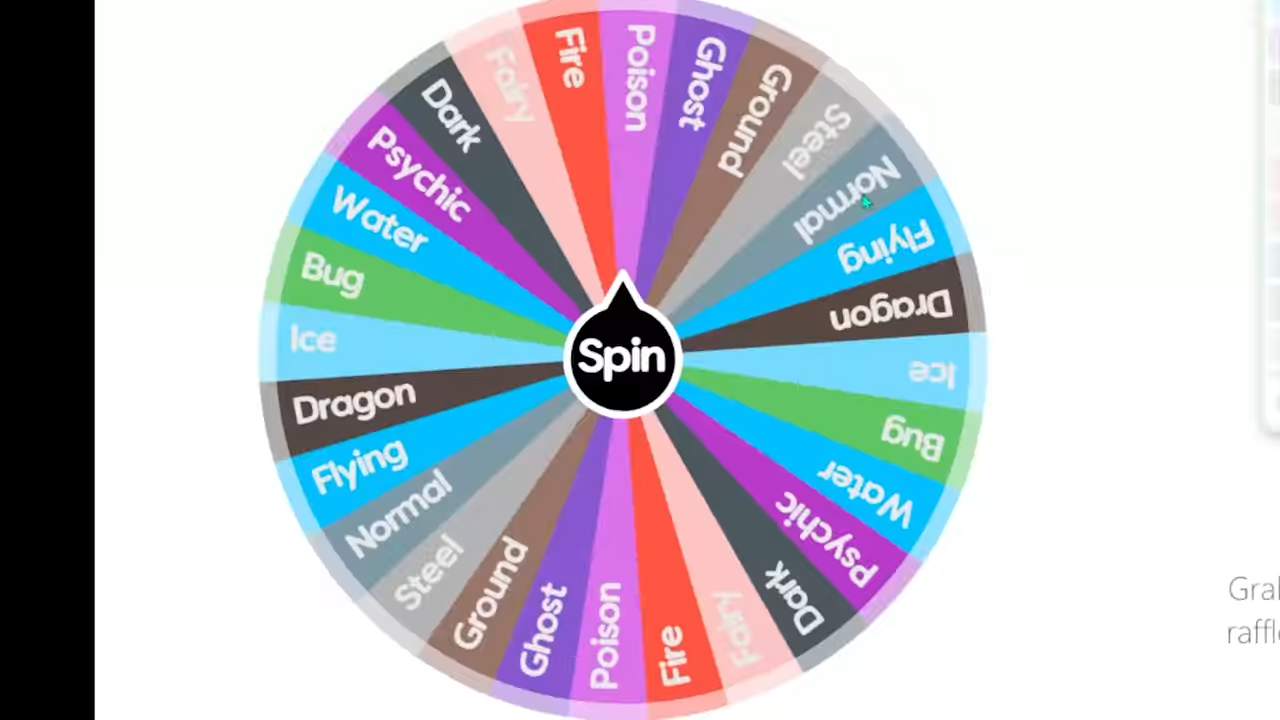 Poison
Ghost
Ground
Steel
Normal
Flying
Dragon
Ice
Bug
Water
Psychic
Dark
Fairy
Fire
Poison
Ghost
Ground
Steel
Normal
Flying
Dragon
Ice
Bug
Water
Psychic
Dark
Fairy
Fire
Spin